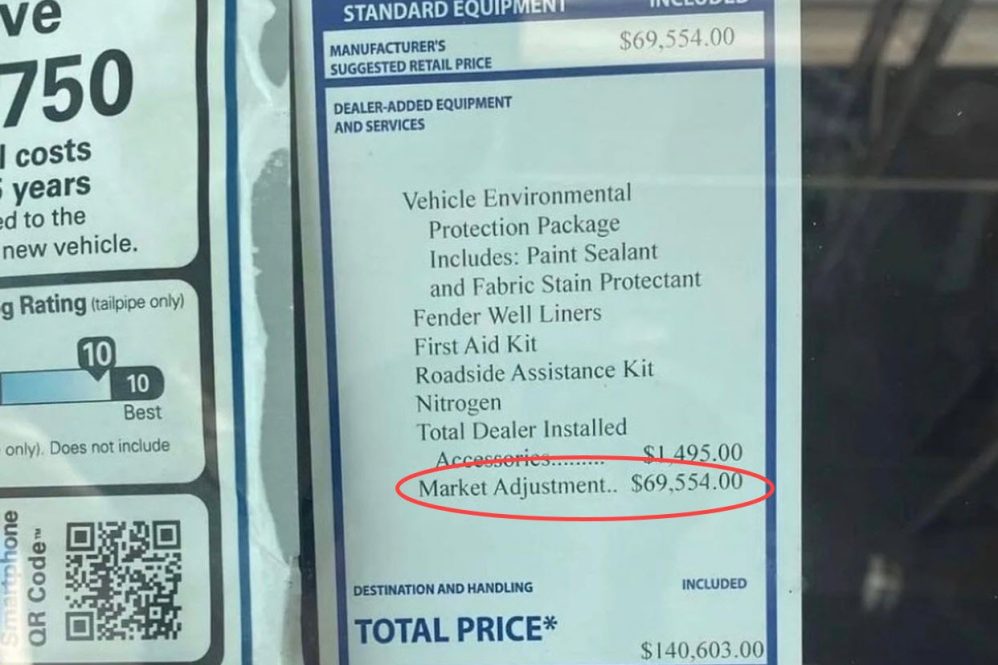 ve
750
costs
years
to the
new vehicle.
Rating (tailpipe only)
10
10
Best
only). Does not include
Smartphone
QR Code™
STANDARD EQUIPMENT INCLUDED
MANUFACTURER'S
SUGGESTED RETAIL PRICE $69,554.00
DEALER-ADDED EQUIPMENT
AND SERVICES
Vehicle Environmental
Protection Package
Includes: Paint Sealant
and Fabric Stain Protectant
Fender Well Liners
First Aid Kit
Roadside Assistance Kit
Nitrogen
Total Dealer Installed
Accessories......... $1,495.00
Market Adjustment.. $69,554.00
DESTINATION AND HANDLING INCLUDED
TOTAL PRICE* $140,603.00